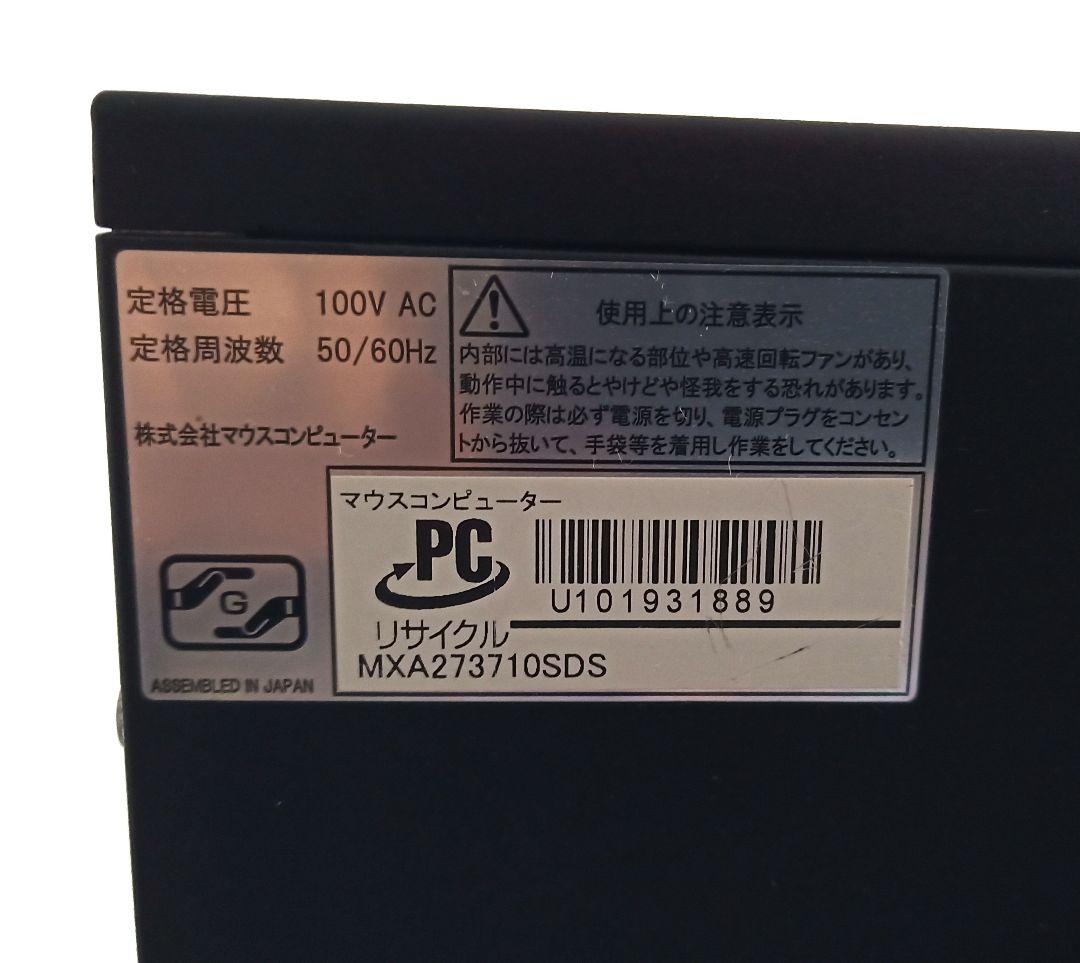 定格電圧 100V AC
定格周波数 50/60Hz
株式会社マウスコンピューター
使用上の注意表示
内部には高温になる部位や高速回転ファンがあり、
動作中に触るとやけどや怪我をする恐れがあります。
作業の際は必ず電源を切り、電源プラグをコンセン
トから抜いて、手袋等を着用し作業をしてください。
マウスコンピューター
PC
リサイクル
U101931889
MXA273710SDS
G
ASSEMBLED IN JAPAN